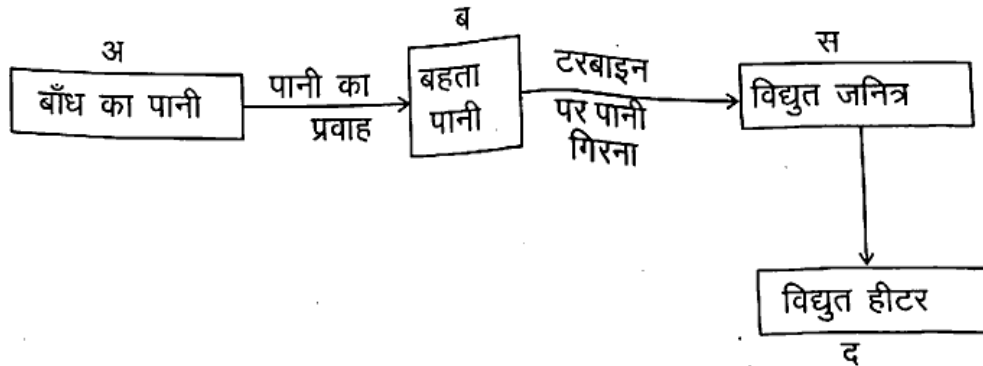 अ
बाँध का पानी
पानी का
प्रवाह
ब
बहता
पानी
टरबाइन
पर पानी
गिरना
स
विद्युत जनित्र
विद्युत हीटर
द